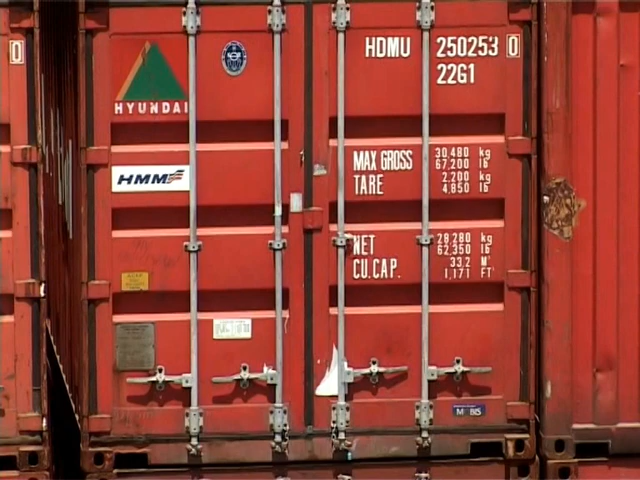 0
HDMU 250253 0
22G1
HYUNDAI
HMM
MAX GROSS 30,480 kg
67,200 lb
TARE 2,200 kg
4,850 lb
NET 28,280 kg
62,350 lb
CU.CAP. 33.2 M³
1,171 FT³
MOBIS